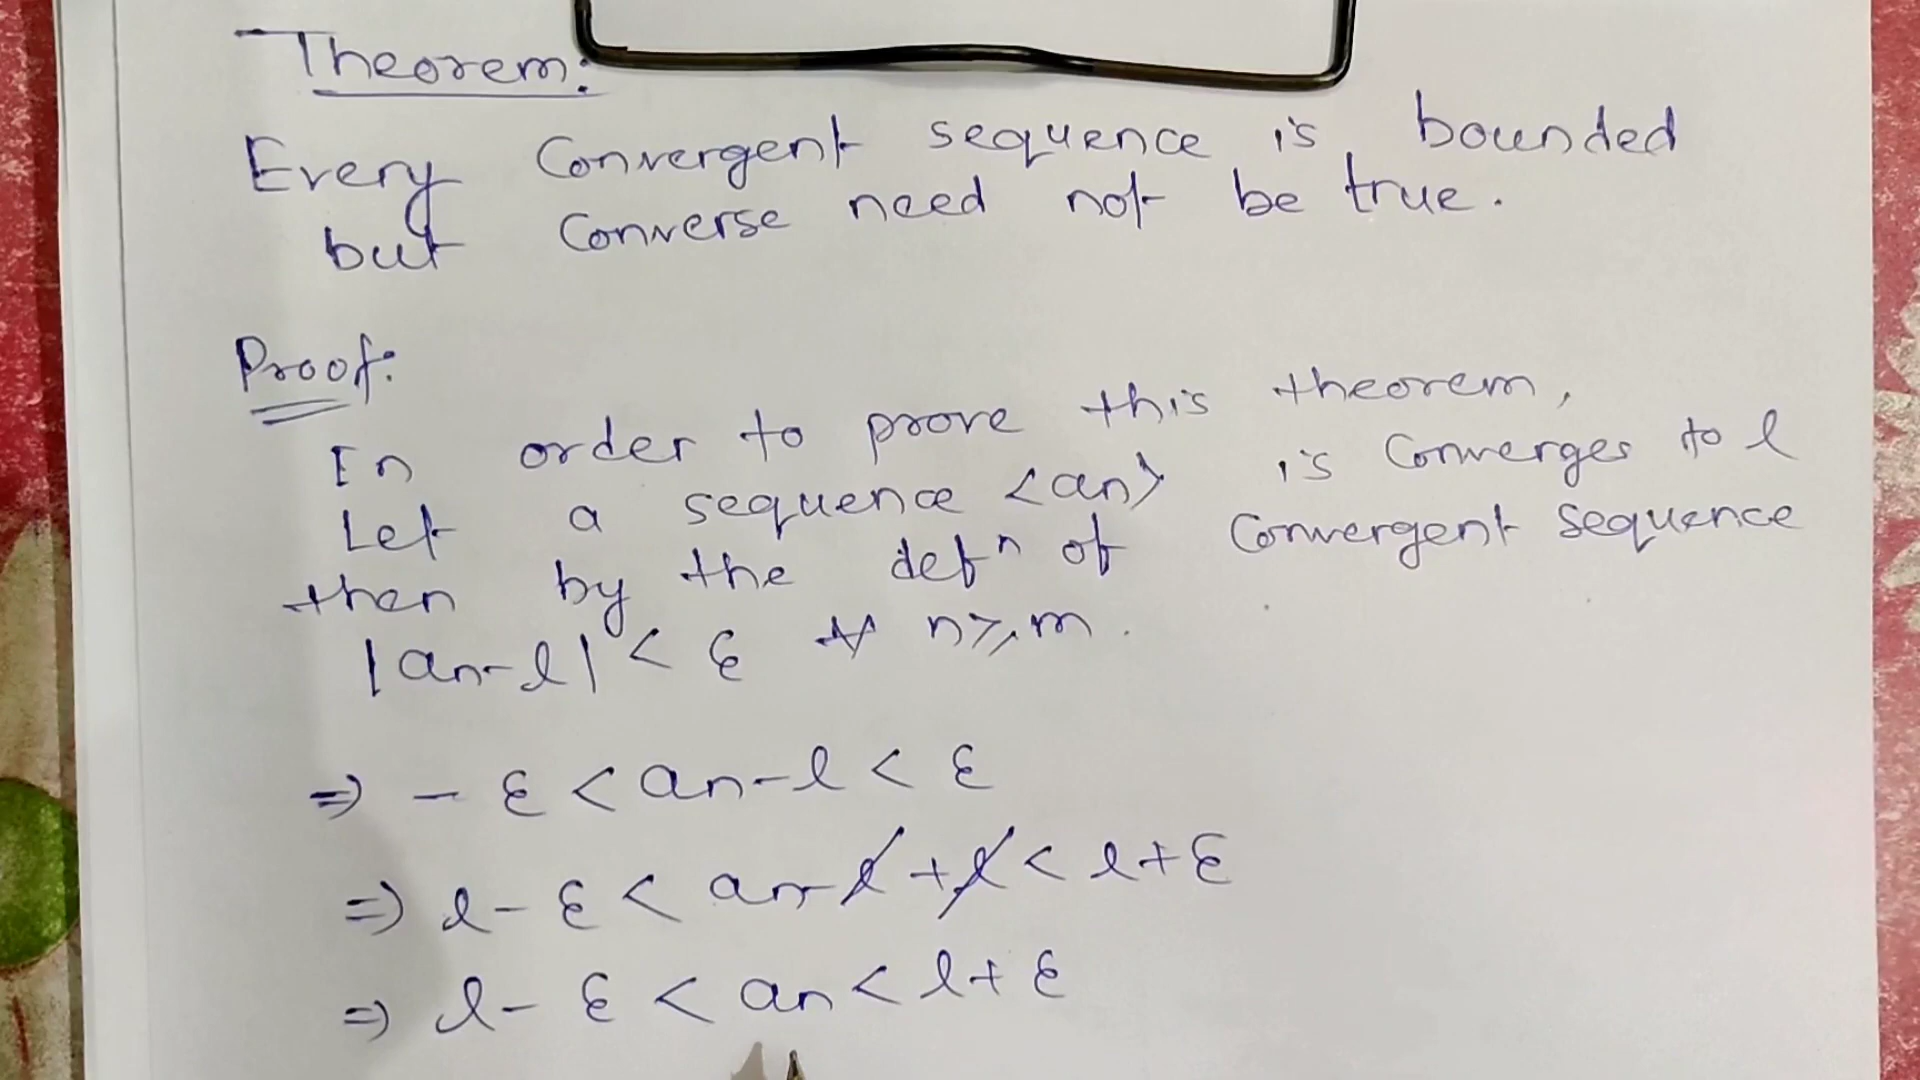 Theorem:
Every Convergent sequence is bounded
but Converse need not be true.
Proof:
In order to prove this theorem,
Let a sequence <an> is Converges to l
then by the defⁿ of Convergent sequence
|an-l| < ε ∀ n≥m.
⇒ - ε < an-l < ε
⇒ l- ε < an-l+l < l+ε
⇒ l- ε < an < l+ε